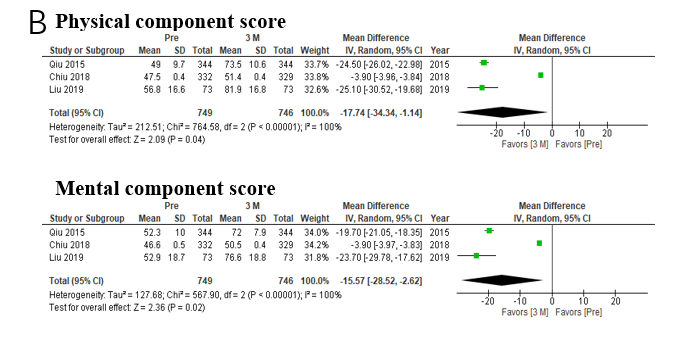 B Physical component score
Pre 3 M Mean Difference Mean Difference
Study or Subgroup Mean SD Total Mean SD Total Weight IV, Random, 95% CI Year IV, Random, 95% CI
Qiu 2015 49 9.7 344 73.5 10.6 344 33.7% -24.50 [-26.02, -22.98] 2015
Chiu 2018 47.5 0.4 332 51.4 0.4 329 33.8% -3.90 [-3.96, -3.84] 2018
Liu 2019 56.8 16.6 73 81.9 16.8 73 32.6% -25.10 [-30.52, -19.68] 2019
Total (95% CI) 749 746 100.0% -17.74 [-34.34, -1.14]
Heterogeneity: Tau² = 212.51; Chi² = 764.58, df = 2 (P < 0.00001); I² = 100%
Test for overall effect: Z = 2.09 (P = 0.04)
-20 -10 0 10 20
Favors [3 M] Favors [Pre]
Mental component score
Pre 3 M Mean Difference Mean Difference
Study or Subgroup Mean SD Total Mean SD Total Weight IV, Random, 95% CI Year IV, Random, 95% CI
Qiu 2015 52.3 10 344 72 7.9 344 34.0% -19.70 [-21.05, -18.35] 2015
Chiu 2018 46.6 0.5 332 50.5 0.4 329 34.2% -3.90 [-3.97, -3.83] 2018
Liu 2019 52.9 18.7 73 76.6 18.8 73 31.8% -23.70 [-29.78, -17.62] 2019
Total (95% CI) 749 746 100.0% -15.57 [-28.52, -2.62]
Heterogeneity: Tau² = 127.68; Chi² = 567.90, df = 2 (P < 0.00001); I² = 100%
Test for overall effect: Z = 2.36 (P = 0.02)
-20 -10 0 10 20
Favors [3 M] Favors [Pre]